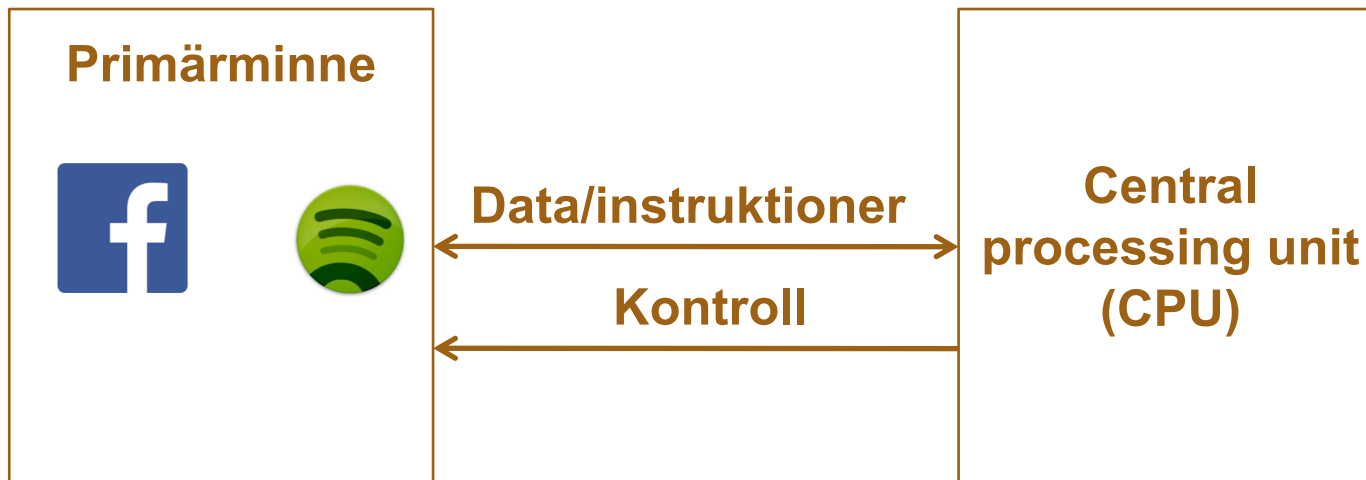 Primärminne
f
Data/instruktioner
Kontroll
Central
processing unit
(CPU)